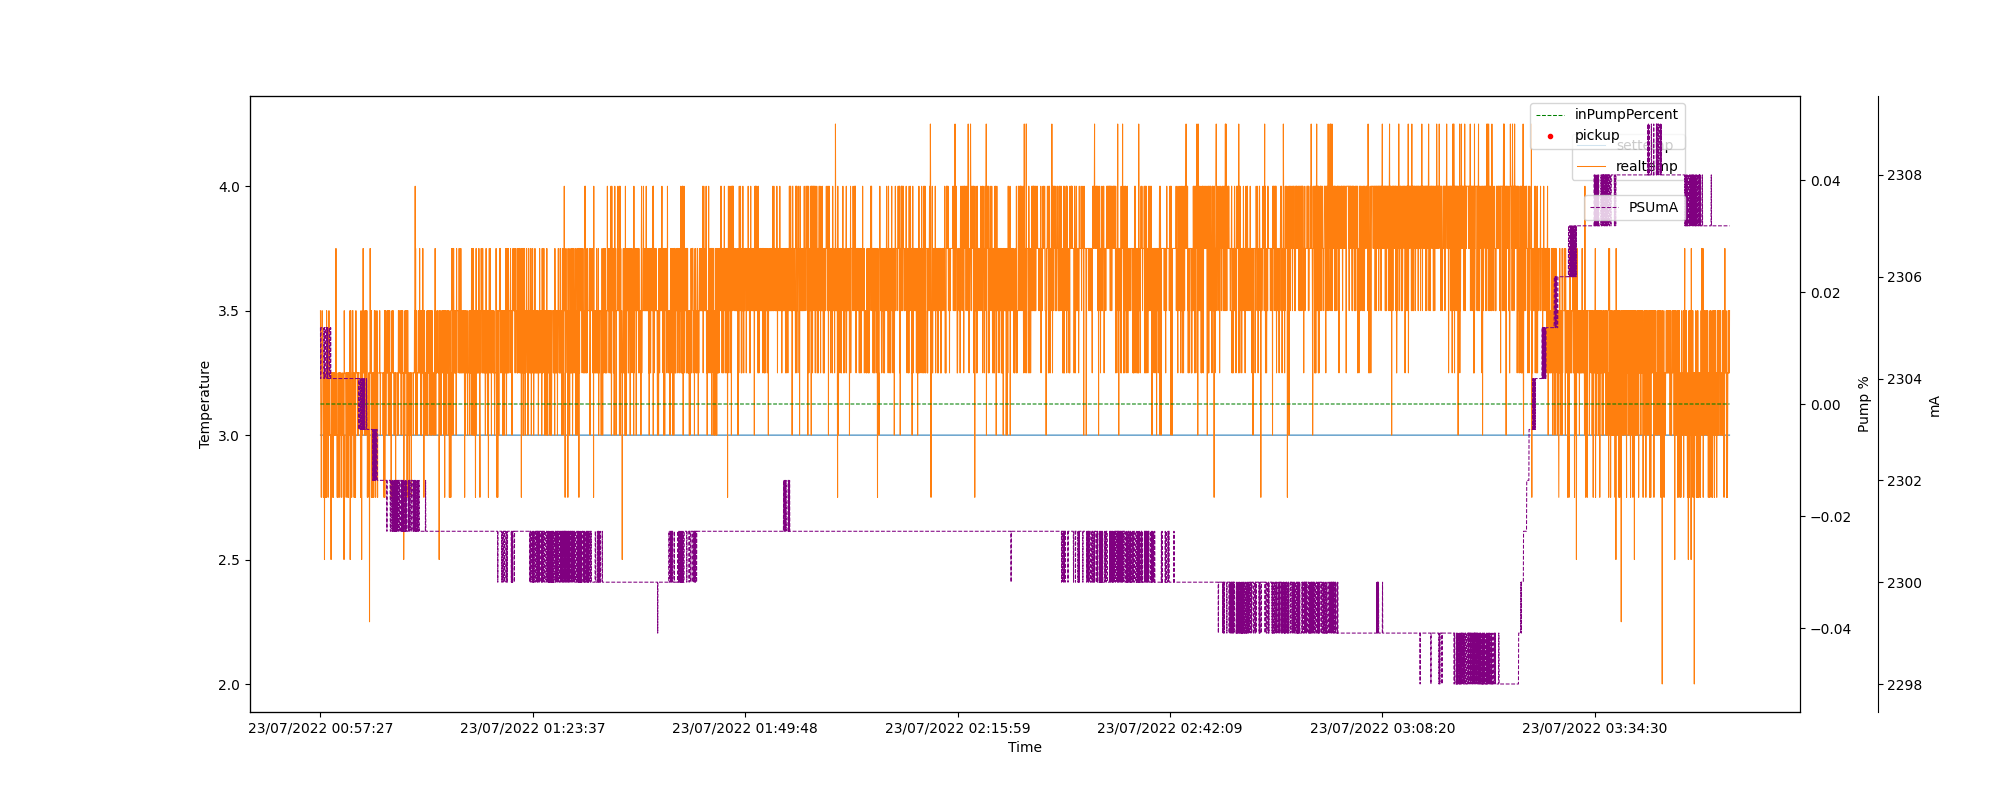 inPumpPercent
pickup
settemp
realtemp
PSUmA
4.0
3.5
3.0
2.5
2.0
Temperature
0.04
0.02
0.00
−0.02
−0.04
Pump %
2308
2306
2304
2302
2300
2298
mA
23/07/2022 00:57:27
23/07/2022 01:23:37
23/07/2022 01:49:48
23/07/2022 02:15:59
23/07/2022 02:42:09
23/07/2022 03:08:20
23/07/2022 03:34:30
Time